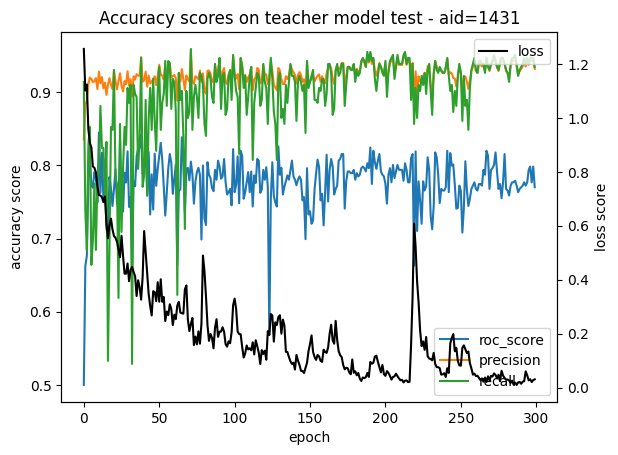 Accuracy scores on teacher model test - aid=1431
loss
accuracy score
0.9
0.8
0.7
0.6
0.5
1.2
1.0
0.8
0.6
0.4
0.2
0.0
loss score
roc_score
precision
recall
0
50
100
150
200
250
300
epoch